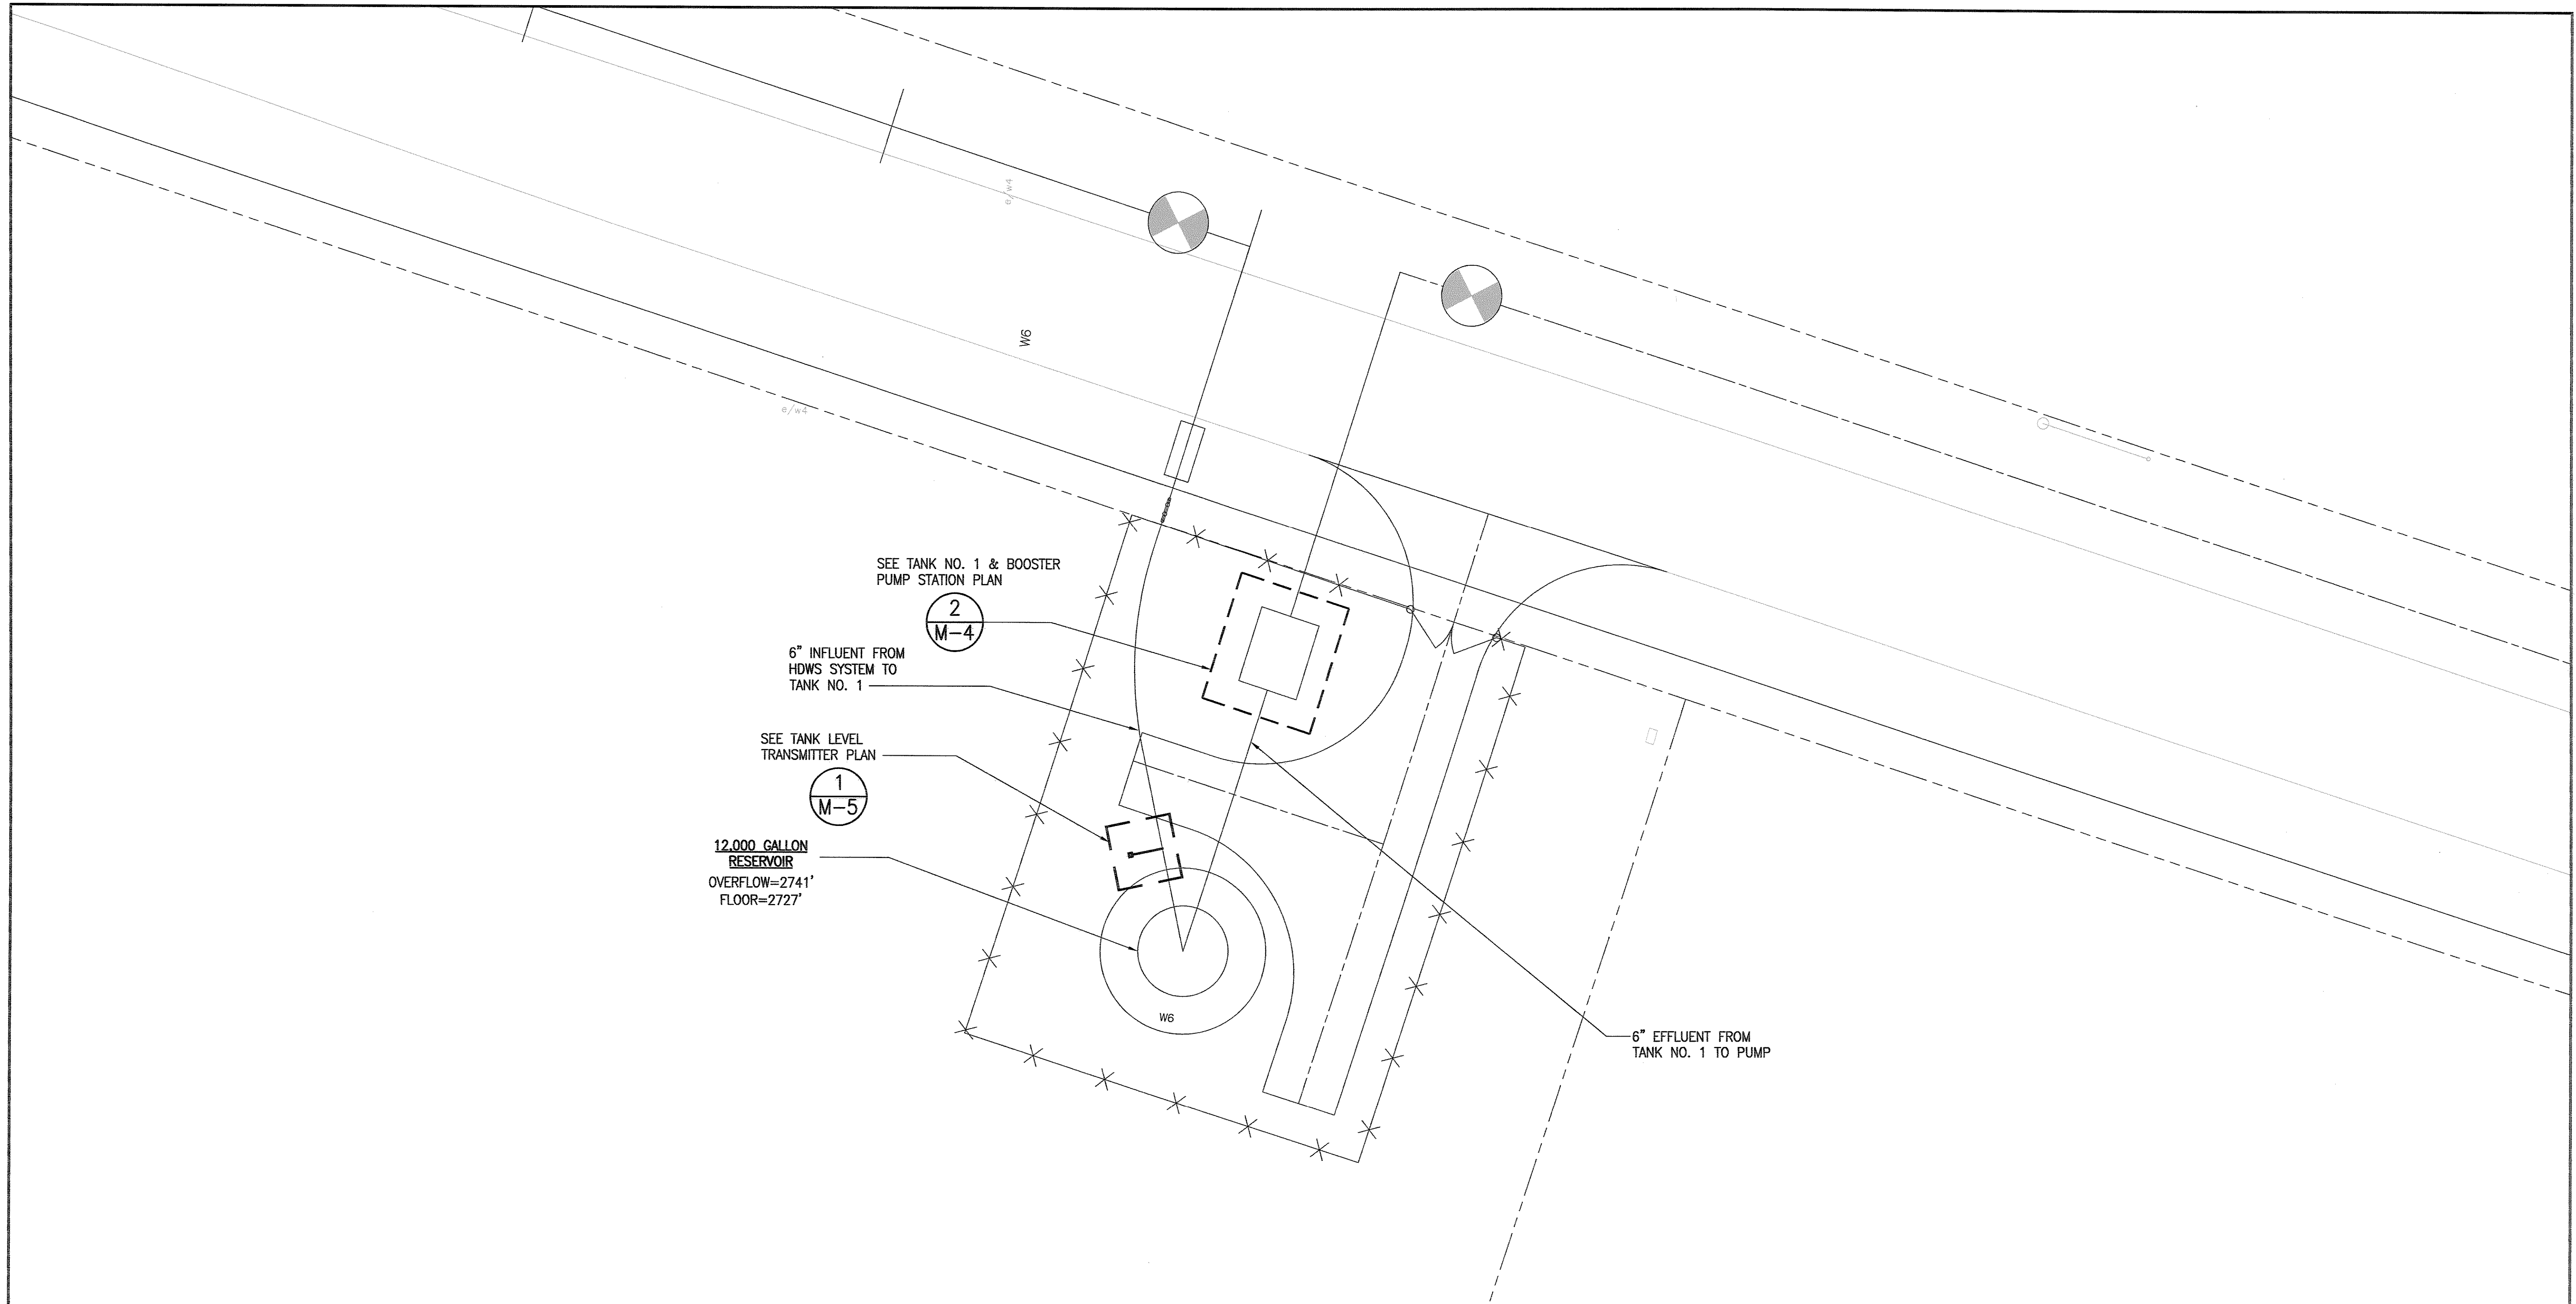 e/w4
W6
e/w4
SEE TANK NO. 1 & BOOSTER
PUMP STATION PLAN
2
M-4
6" INFLUENT FROM
HDWS SYSTEM TO
TANK NO. 1
SEE TANK LEVEL
TRANSMITTER PLAN
1
M-5
12,000 GALLON
RESERVOIR
OVERFLOW=2741'
FLOOR=2727'
W6
6" EFFLUENT FROM
TANK NO. 1 TO PUMP